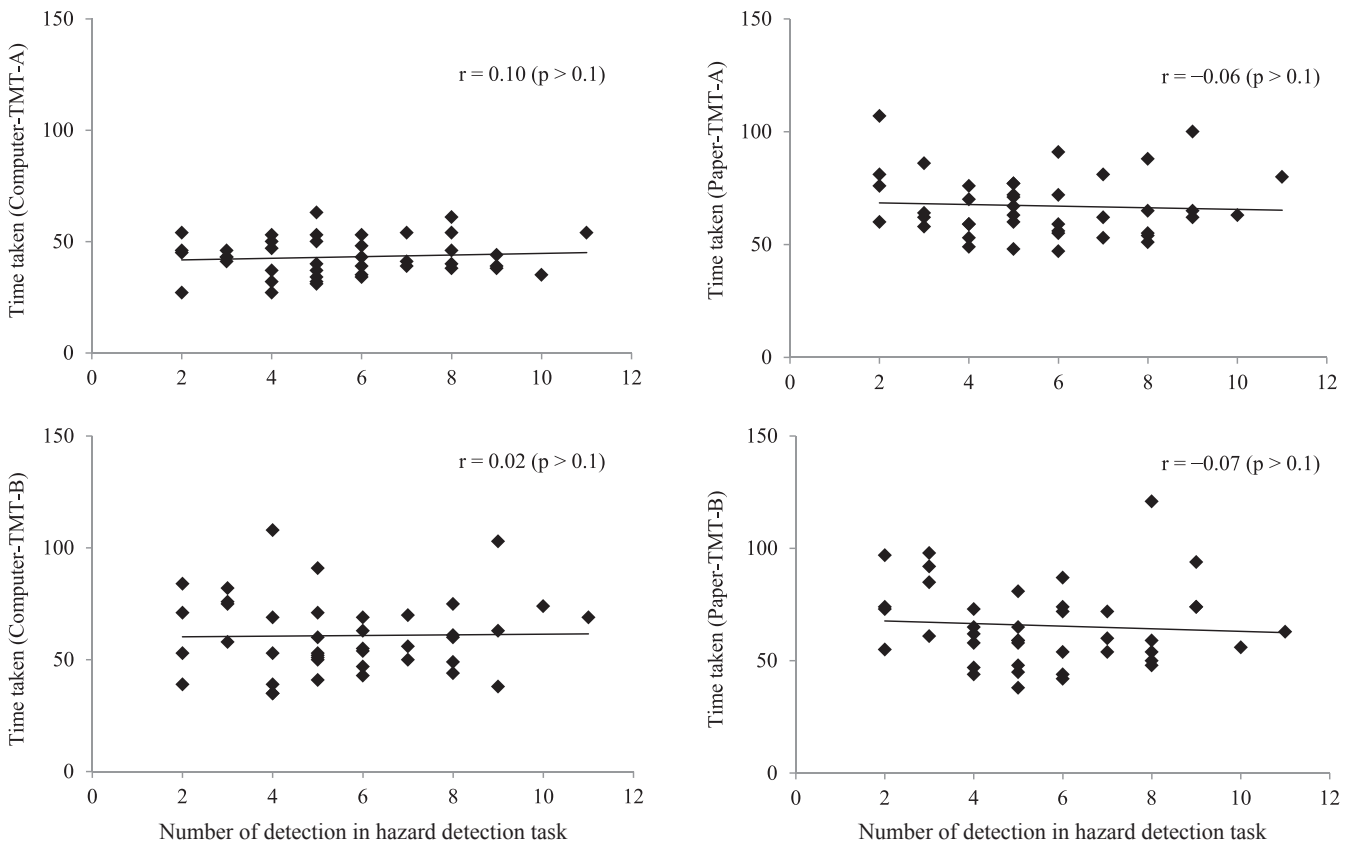 150
100
50
0
0 2 4 6 8 10 12
Time taken (Computer-TMT-A)
r = 0.10 (p > 0.1)
150
100
50
0
0 2 4 6 8 10 12
Time taken (Paper-TMT-A)
r = −0.06 (p > 0.1)
150
100
50
0
0 2 4 6 8 10 12
Time taken (Computer-TMT-B)
r = 0.02 (p > 0.1)
Number of detection in hazard detection task
150
100
50
0
0 2 4 6 8 10 12
Time taken (Paper-TMT-B)
r = −0.07 (p > 0.1)
Number of detection in hazard detection task